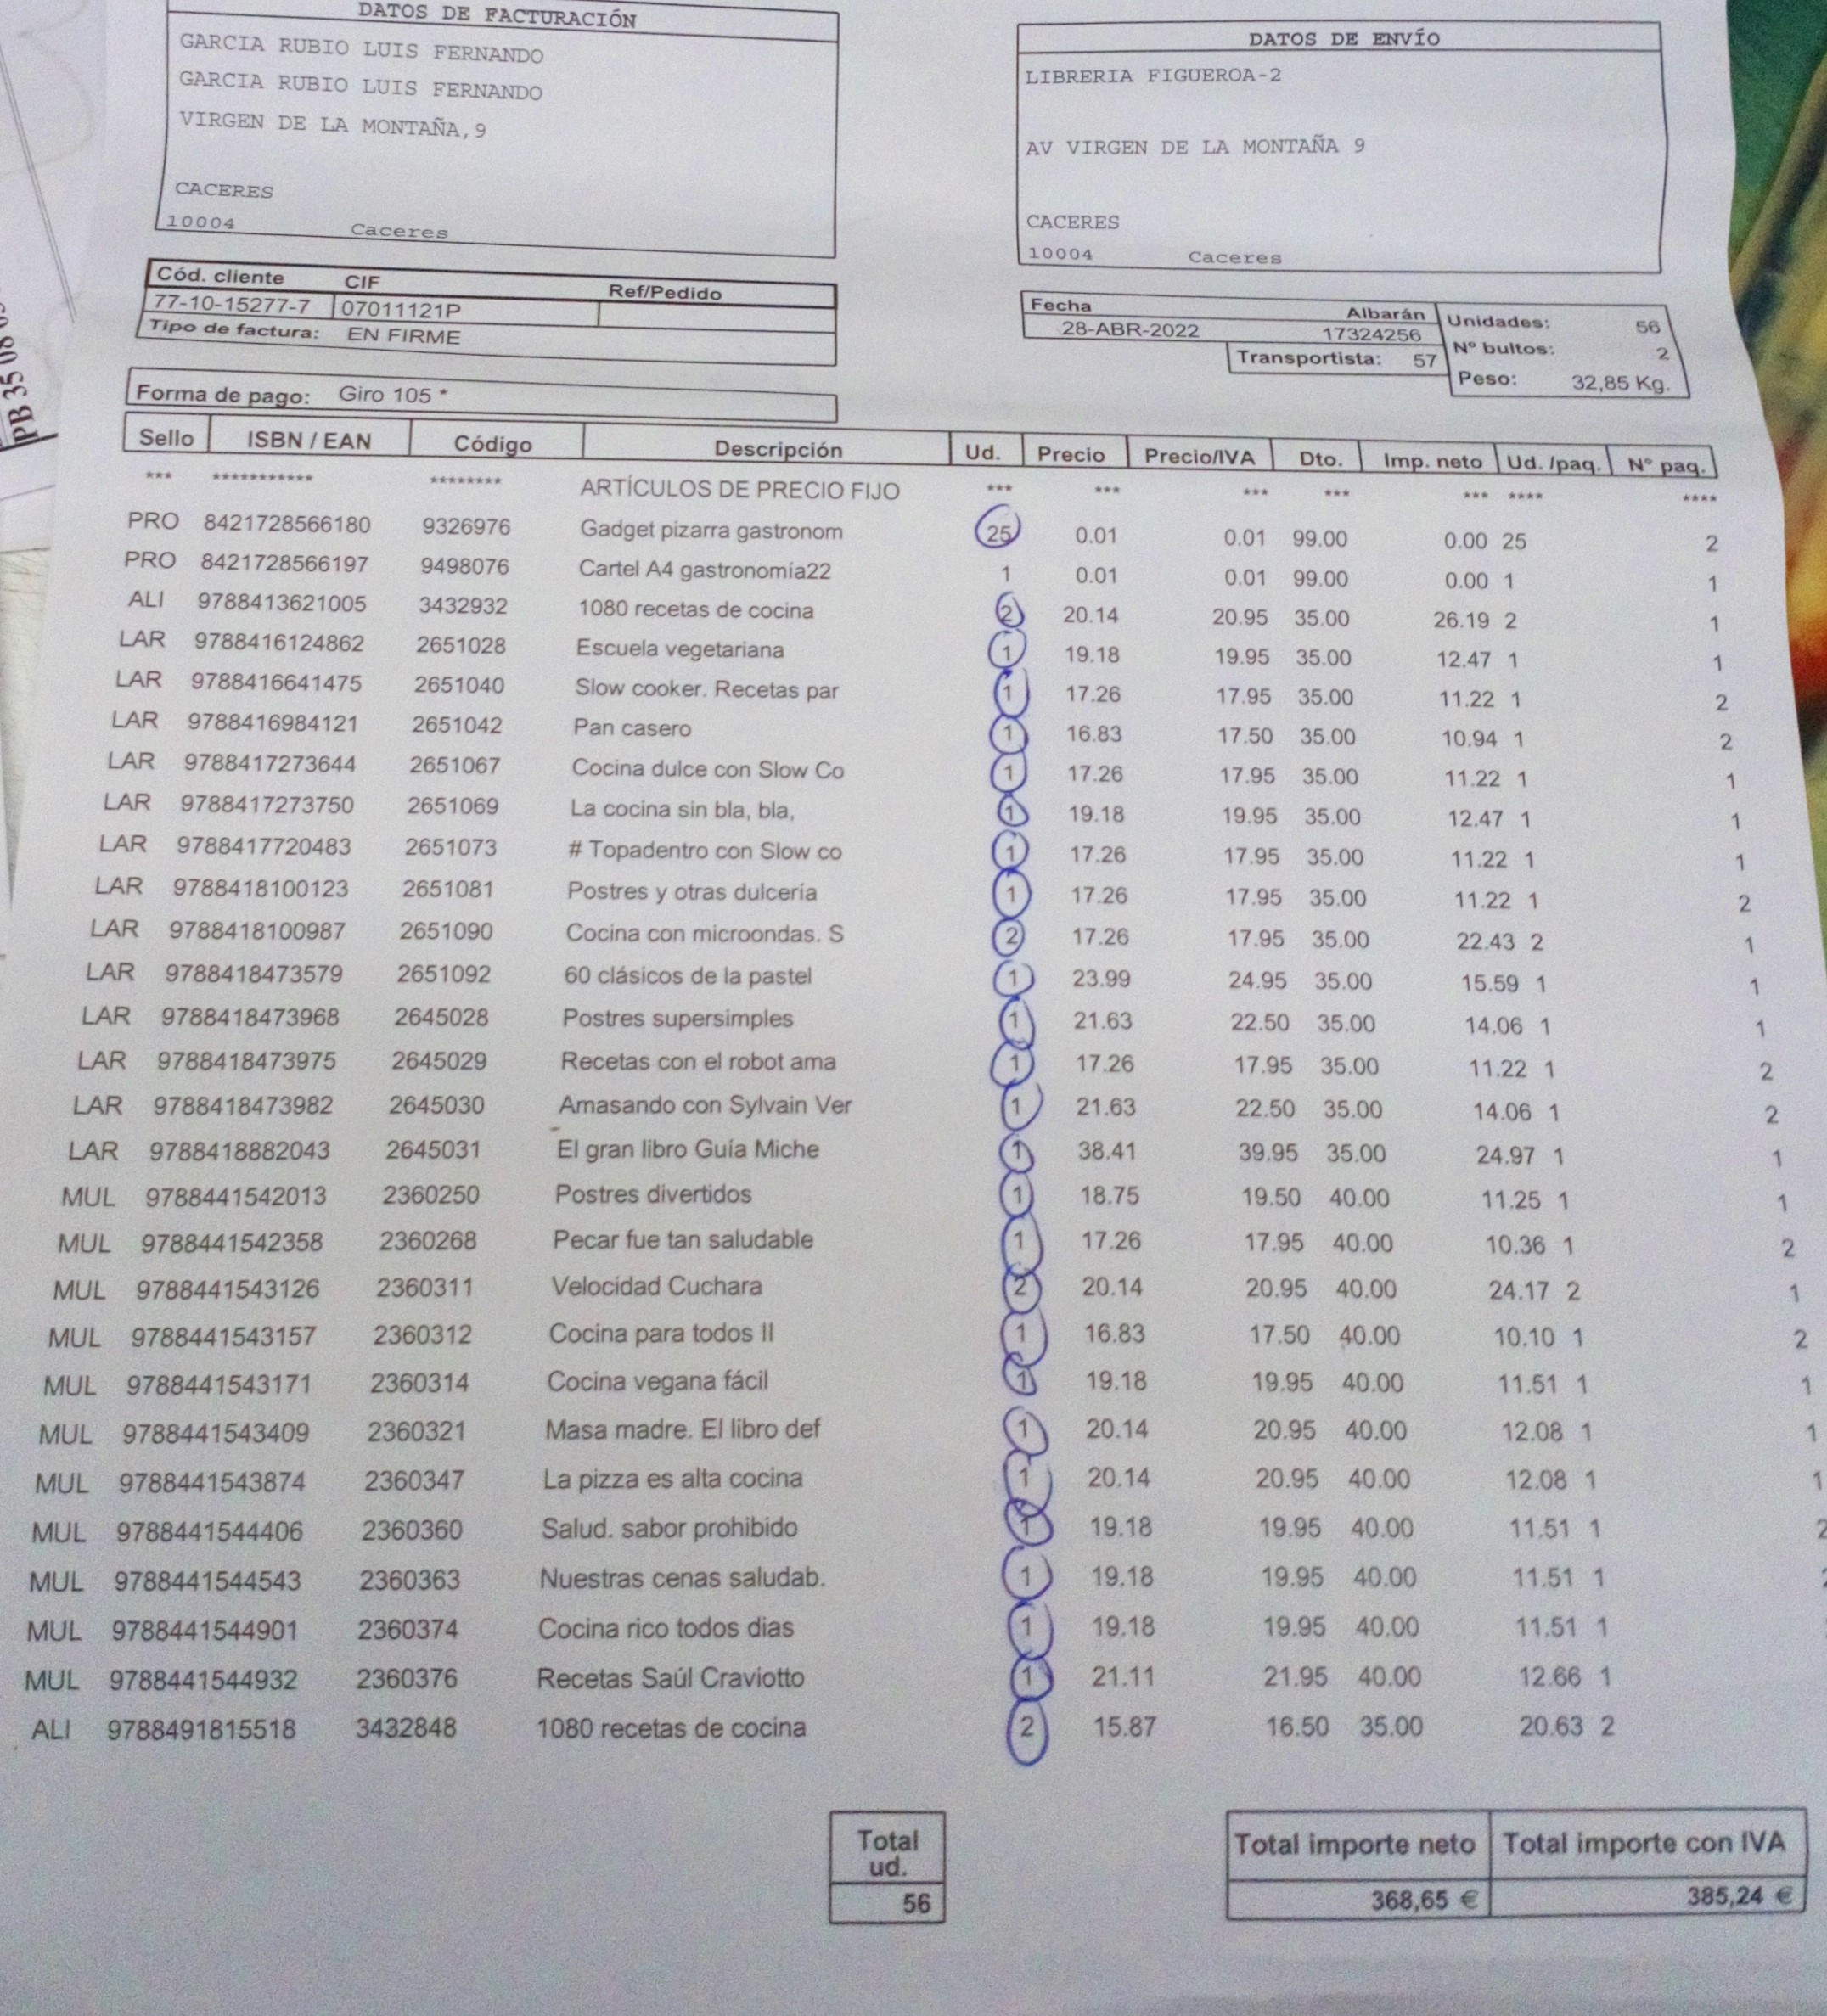 DATOS DE FACTURACIÓN
GARCIA RUBIO LUIS FERNANDO
GARCIA RUBIO LUIS FERNANDO
VIRGEN DE LA MONTAÑA,9
CACERES
10004 Caceres
DATOS DE ENVÍO
LIBRERIA FIGUEROA-2
AV VIRGEN DE LA MONTAÑA 9
CACERES
10004 Caceres
Cód. cliente CIF Ref/Pedido
77-10-15277-7 07011121P
Tipo de factura: EN FIRME
Fecha Albarán
28-ABR-2022 17324256
Transportista: 57
Unidades: 56
Nº bultos: 2
Peso: 32,85 Kg.
Forma de pago: Giro 105 *
Sello ISBN / EAN Código Descripción Ud. Precio Precio/IVA Dto. Imp. neto Ud. /paq. Nº paq.
*** *********** ******** ARTÍCULOS DE PRECIO FIJO *** *** *** *** *** **** ****
PRO 8421728566180 9326976 Gadget pizarra gastronom 25 0.01 0.01 99.00 0.00 25 2
PRO 8421728566197 9498076 Cartel A4 gastronomía22 1 0.01 0.01 99.00 0.00 1 1
ALI 9788413621005 3432932 1080 recetas de cocina 2 20.14 20.95 35.00 26.19 2 1
LAR 9788416124862 2651028 Escuela vegetariana 1 19.18 19.95 35.00 12.47 1 1
LAR 9788416641475 2651040 Slow cooker. Recetas par 1 17.26 17.95 35.00 11.22 1 2
LAR 9788416984121 2651042 Pan casero 1 16.83 17.50 35.00 10.94 1 2
LAR 9788417273644 2651067 Cocina dulce con Slow Co 1 17.26 17.95 35.00 11.22 1 1
LAR 9788417273750 2651069 La cocina sin bla, bla, 1 19.18 19.95 35.00 12.47 1 1
LAR 9788417720483 2651073 # Topadentro con Slow co 1 17.26 17.95 35.00 11.22 1 1
LAR 9788418100123 2651081 Postres y otras dulcería 1 17.26 17.95 35.00 11.22 1 2
LAR 9788418100987 2651090 Cocina con microondas. S 2 17.26 17.95 35.00 22.43 2 1
LAR 9788418473579 2651092 60 clásicos de la pastel 1 23.99 24.95 35.00 15.59 1 1
LAR 9788418473968 2645028 Postres supersimples 1 21.63 22.50 35.00 14.06 1 1
LAR 9788418473975 2645029 Recetas con el robot ama 1 17.26 17.95 35.00 11.22 1 2
LAR 9788418473982 2645030 Amasando con Sylvain Ver 1 21.63 22.50 35.00 14.06 1 2
LAR 9788418882043 2645031 El gran libro Guía Miche 1 38.41 39.95 35.00 24.97 1 1
MUL 9788441542013 2360250 Postres divertidos 1 18.75 19.50 40.00 11.25 1 1
MUL 9788441542358 2360268 Pecar fue tan saludable 1 17.26 17.95 40.00 10.36 1 2
MUL 9788441543126 2360311 Velocidad Cuchara 2 20.14 20.95 40.00 24.17 2 1
MUL 9788441543157 2360312 Cocina para todos II 1 16.83 17.50 40.00 10.10 1 2
MUL 9788441543171 2360314 Cocina vegana fácil 1 19.18 19.95 40.00 11.51 1 1
MUL 9788441543409 2360321 Masa madre. El libro def 1 20.14 20.95 40.00 12.08 1 1
MUL 9788441543874 2360347 La pizza es alta cocina 1 20.14 20.95 40.00 12.08 1 1
MUL 9788441544406 2360360 Salud. sabor prohibido 1 19.18 19.95 40.00 11.51 1 2
MUL 9788441544543 2360363 Nuestras cenas saludab. 1 19.18 19.95 40.00 11.51 1
MUL 9788441544901 2360374 Cocina rico todos dias 1 19.18 19.95 40.00 11.51 1
MUL 9788441544932 2360376 Recetas Saúl Craviotto 1 21.11 21.95 40.00 12.66 1
ALI 9788491815518 3432848 1080 recetas de cocina 2 15.87 16.50 35.00 20.63 2
Total ud.
56
Total importe neto Total importe con IVA
368,65 € 385,24 €